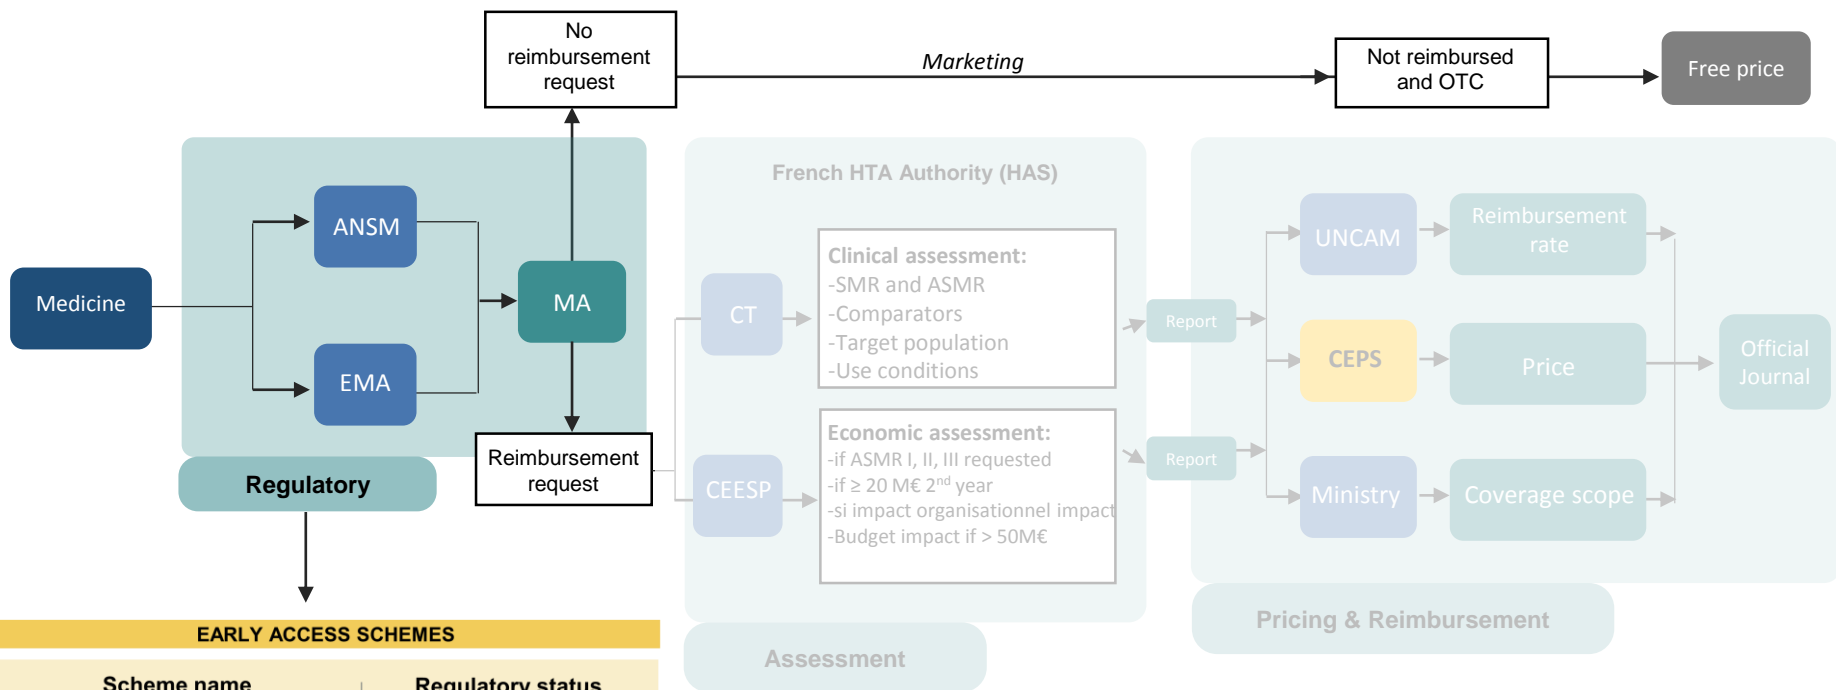 No
reimbursement
request
Marketing
Not reimbursed
and OTC
Free price
French HTA Authority (HAS)
Medicine
ANSM
EMA
MA
Reimbursement
request
Regulatory
CT
Clinical assessment:
-SMR and ASMR
-Comparators
-Target population
-Use conditions
CEESP
Economic assessment:
-if ASMR I, II, III requested
-if ≥ 20 M€ 2nd year
-si impact organisationnel impact
-Budget impact if > 50M€
Report
Report
Assessment
UNCAM
Reimbursement
rate
CEPS
Price
Ministry
Coverage scope
Official
Journal
Pricing & Reimbursement
EARLY ACCESS SCHEMES
Scheme name
Regulatory status